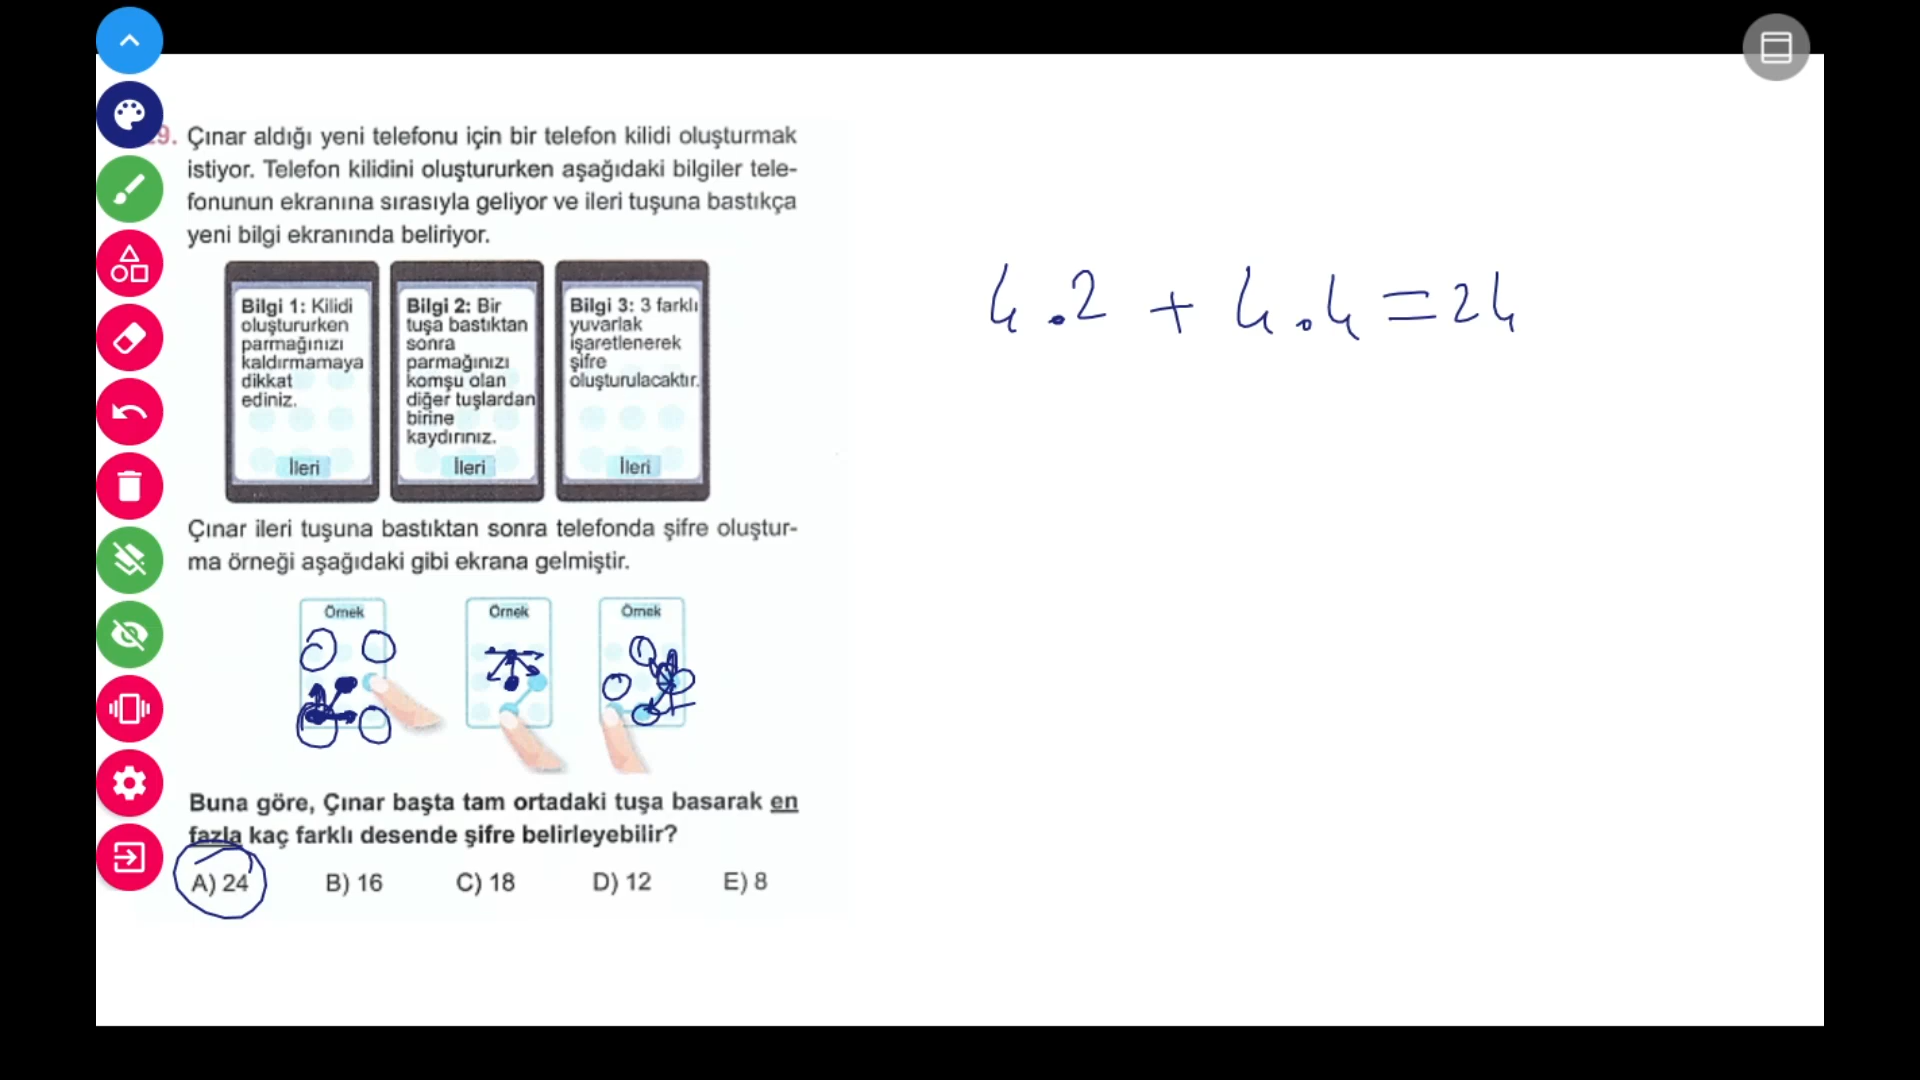 9. Çınar aldığı yeni telefonu için bir telefon kilidi oluşturmak
istiyor. Telefon kilidini oluştururken aşağıdaki bilgiler tele-
fonunun ekranına sırasıyla geliyor ve ileri tuşuna bastıkça
yeni bilgi ekranında beliriyor.
Bilgi 1: Kilidi
oluştururken
parmağınızı
kaldırmamaya
dikkat
ediniz.
İleri
Bilgi 2: Bir
tuşa bastıktan
sonra
parmağınızı
komşu olan
diğer tuşlardan
birine
kaydırınız.
İleri
Bilgi 3: 3 farklı
yuvarlak
işaretlenerek
şifre
oluşturulacaktır.
İleri
4.2 + 4.4 = 24
Çınar ileri tuşuna bastıktan sonra telefonda şifre oluştur-
ma örneği aşağıdaki gibi ekrana gelmiştir.
Örnek
Örnek
Örnek
Buna göre, Çınar başta tam ortadaki tuşa basarak en
fazla kaç farklı desende şifre belirleyebilir?
A) 24 B) 16 C) 18 D) 12 E) 8